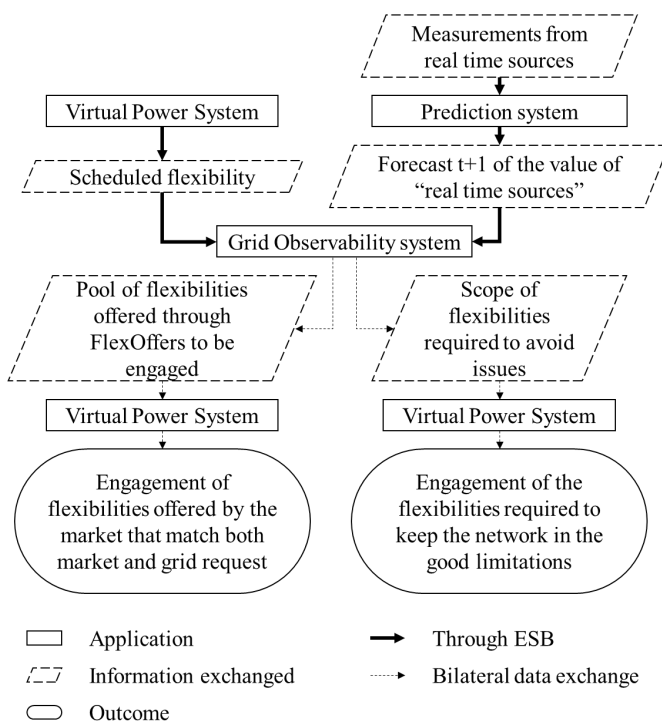 Measurements from
real time sources
Virtual Power System
Prediction system
Scheduled flexibility
Forecast t+1 of the value of
“real time sources”
Grid Observability system
Pool of flexibilities
offered through
FlexOffers to be
engaged
Scope of
flexibilities
required to avoid
issues
Virtual Power System
Virtual Power System
Engagement of
flexibilities offered by the
market that match both
market and grid request
Engagement of the
flexibilities required to
keep the network in the
good limitations
Application
Through ESB
Information exchanged
Bilateral data exchange
Outcome